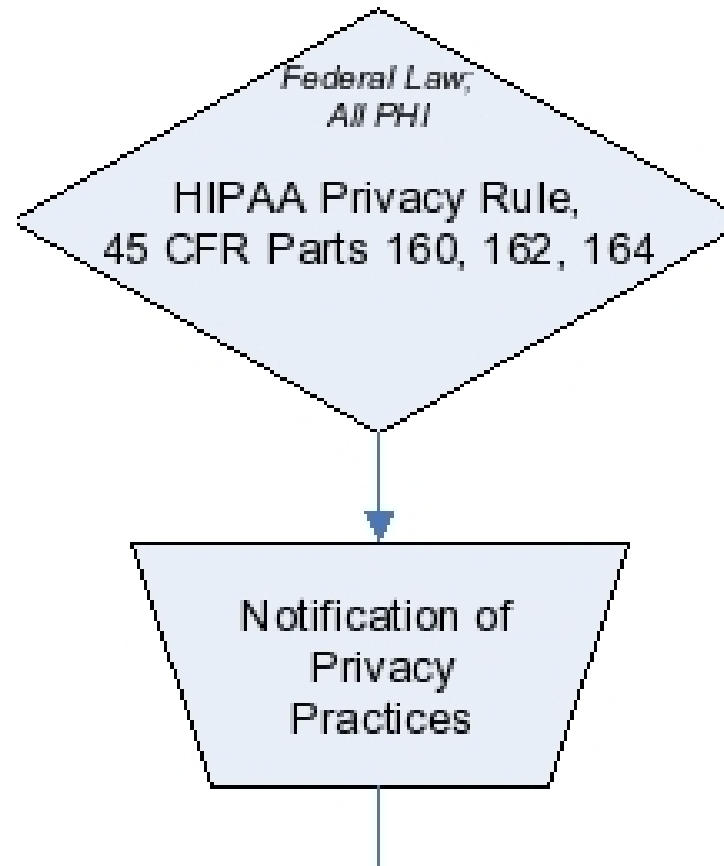 Federal Law;
All PHI
HIPAA Privacy Rule,
45 CFR Parts 160, 162, 164
Notification of
Privacy
Practices